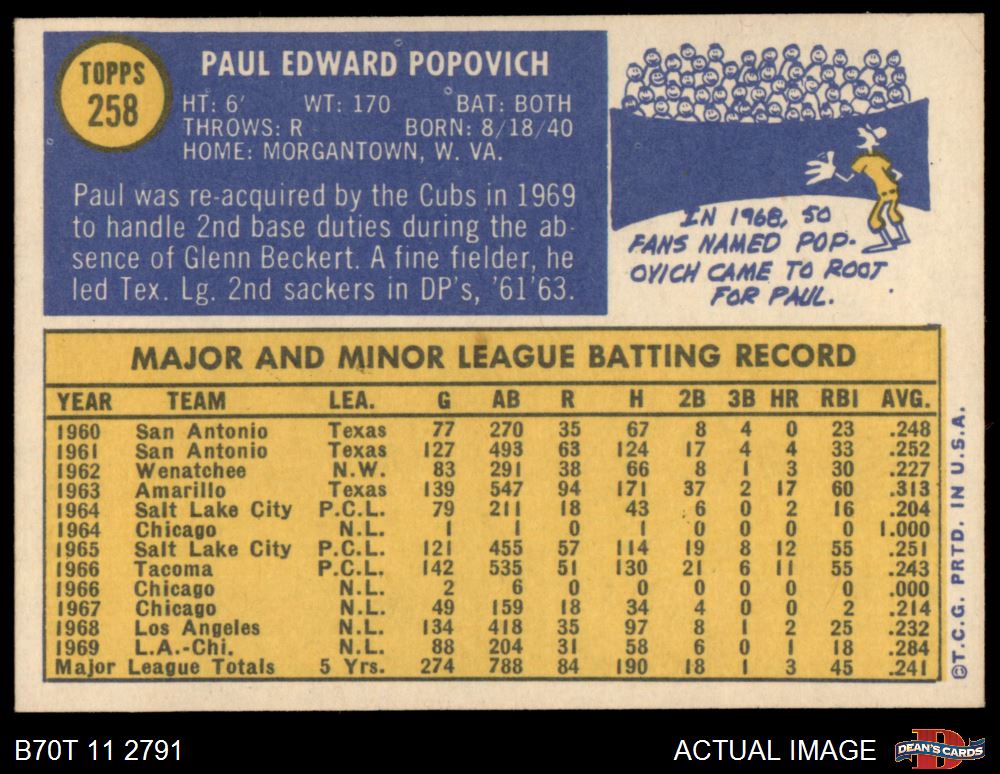 TOPPS
258
PAUL EDWARD POPOVICH
HT: 6' WT: 170 BAT: BOTH
THROWS: R BORN: 8/18/40
HOME: MORGANTOWN, W. VA.
Paul was re-acquired by the Cubs in 1969
to handle 2nd base duties during the ab-
sence of Glenn Beckert. A fine fielder, he
led Tex. Lg. 2nd sackers in DP's, '61'63.
IN 1968, 50
FANS NAMED POP-
OVICH CAME TO ROOT
FOR PAUL.
MAJOR AND MINOR LEAGUE BATTING RECORD
YEAR TEAM LEA. G AB R H 2B 3B HR RBI AVG.
1960 San Antonio Texas 77 270 35 67 8 4 0 23 .248
1961 San Antonio Texas 127 493 63 124 17 4 4 33 .252
1962 Wenatchee N.W. 83 291 38 66 8 1 3 30 .227
1963 Amarillo Texas 139 547 94 171 37 2 17 60 .313
1964 Salt Lake City P.C.L. 79 211 18 43 6 0 2 16 .204
1964 Chicago N.L. 1 1 0 1 0 0 0 0 1.000
1965 Salt Lake City P.C.L. 121 455 57 114 19 8 12 55 .251
1966 Tacoma P.C.L. 142 535 51 130 21 6 11 55 .243
1966 Chicago N.L. 2 6 0 0 0 0 0 0 .000
1967 Chicago N.L. 49 159 18 34 4 0 0 2 .214
1968 Los Angeles N.L. 134 418 35 97 8 1 2 25 .232
1969 L.A.-Chi. N.L. 88 204 31 58 6 0 1 18 .284
Major League Totals 5 Yrs. 274 788 84 190 18 1 3 45 .241
©T.C.G. PRTD. IN U.S.A.
B70T 11 2791
ACTUAL IMAGE
DEAN'S CARDS